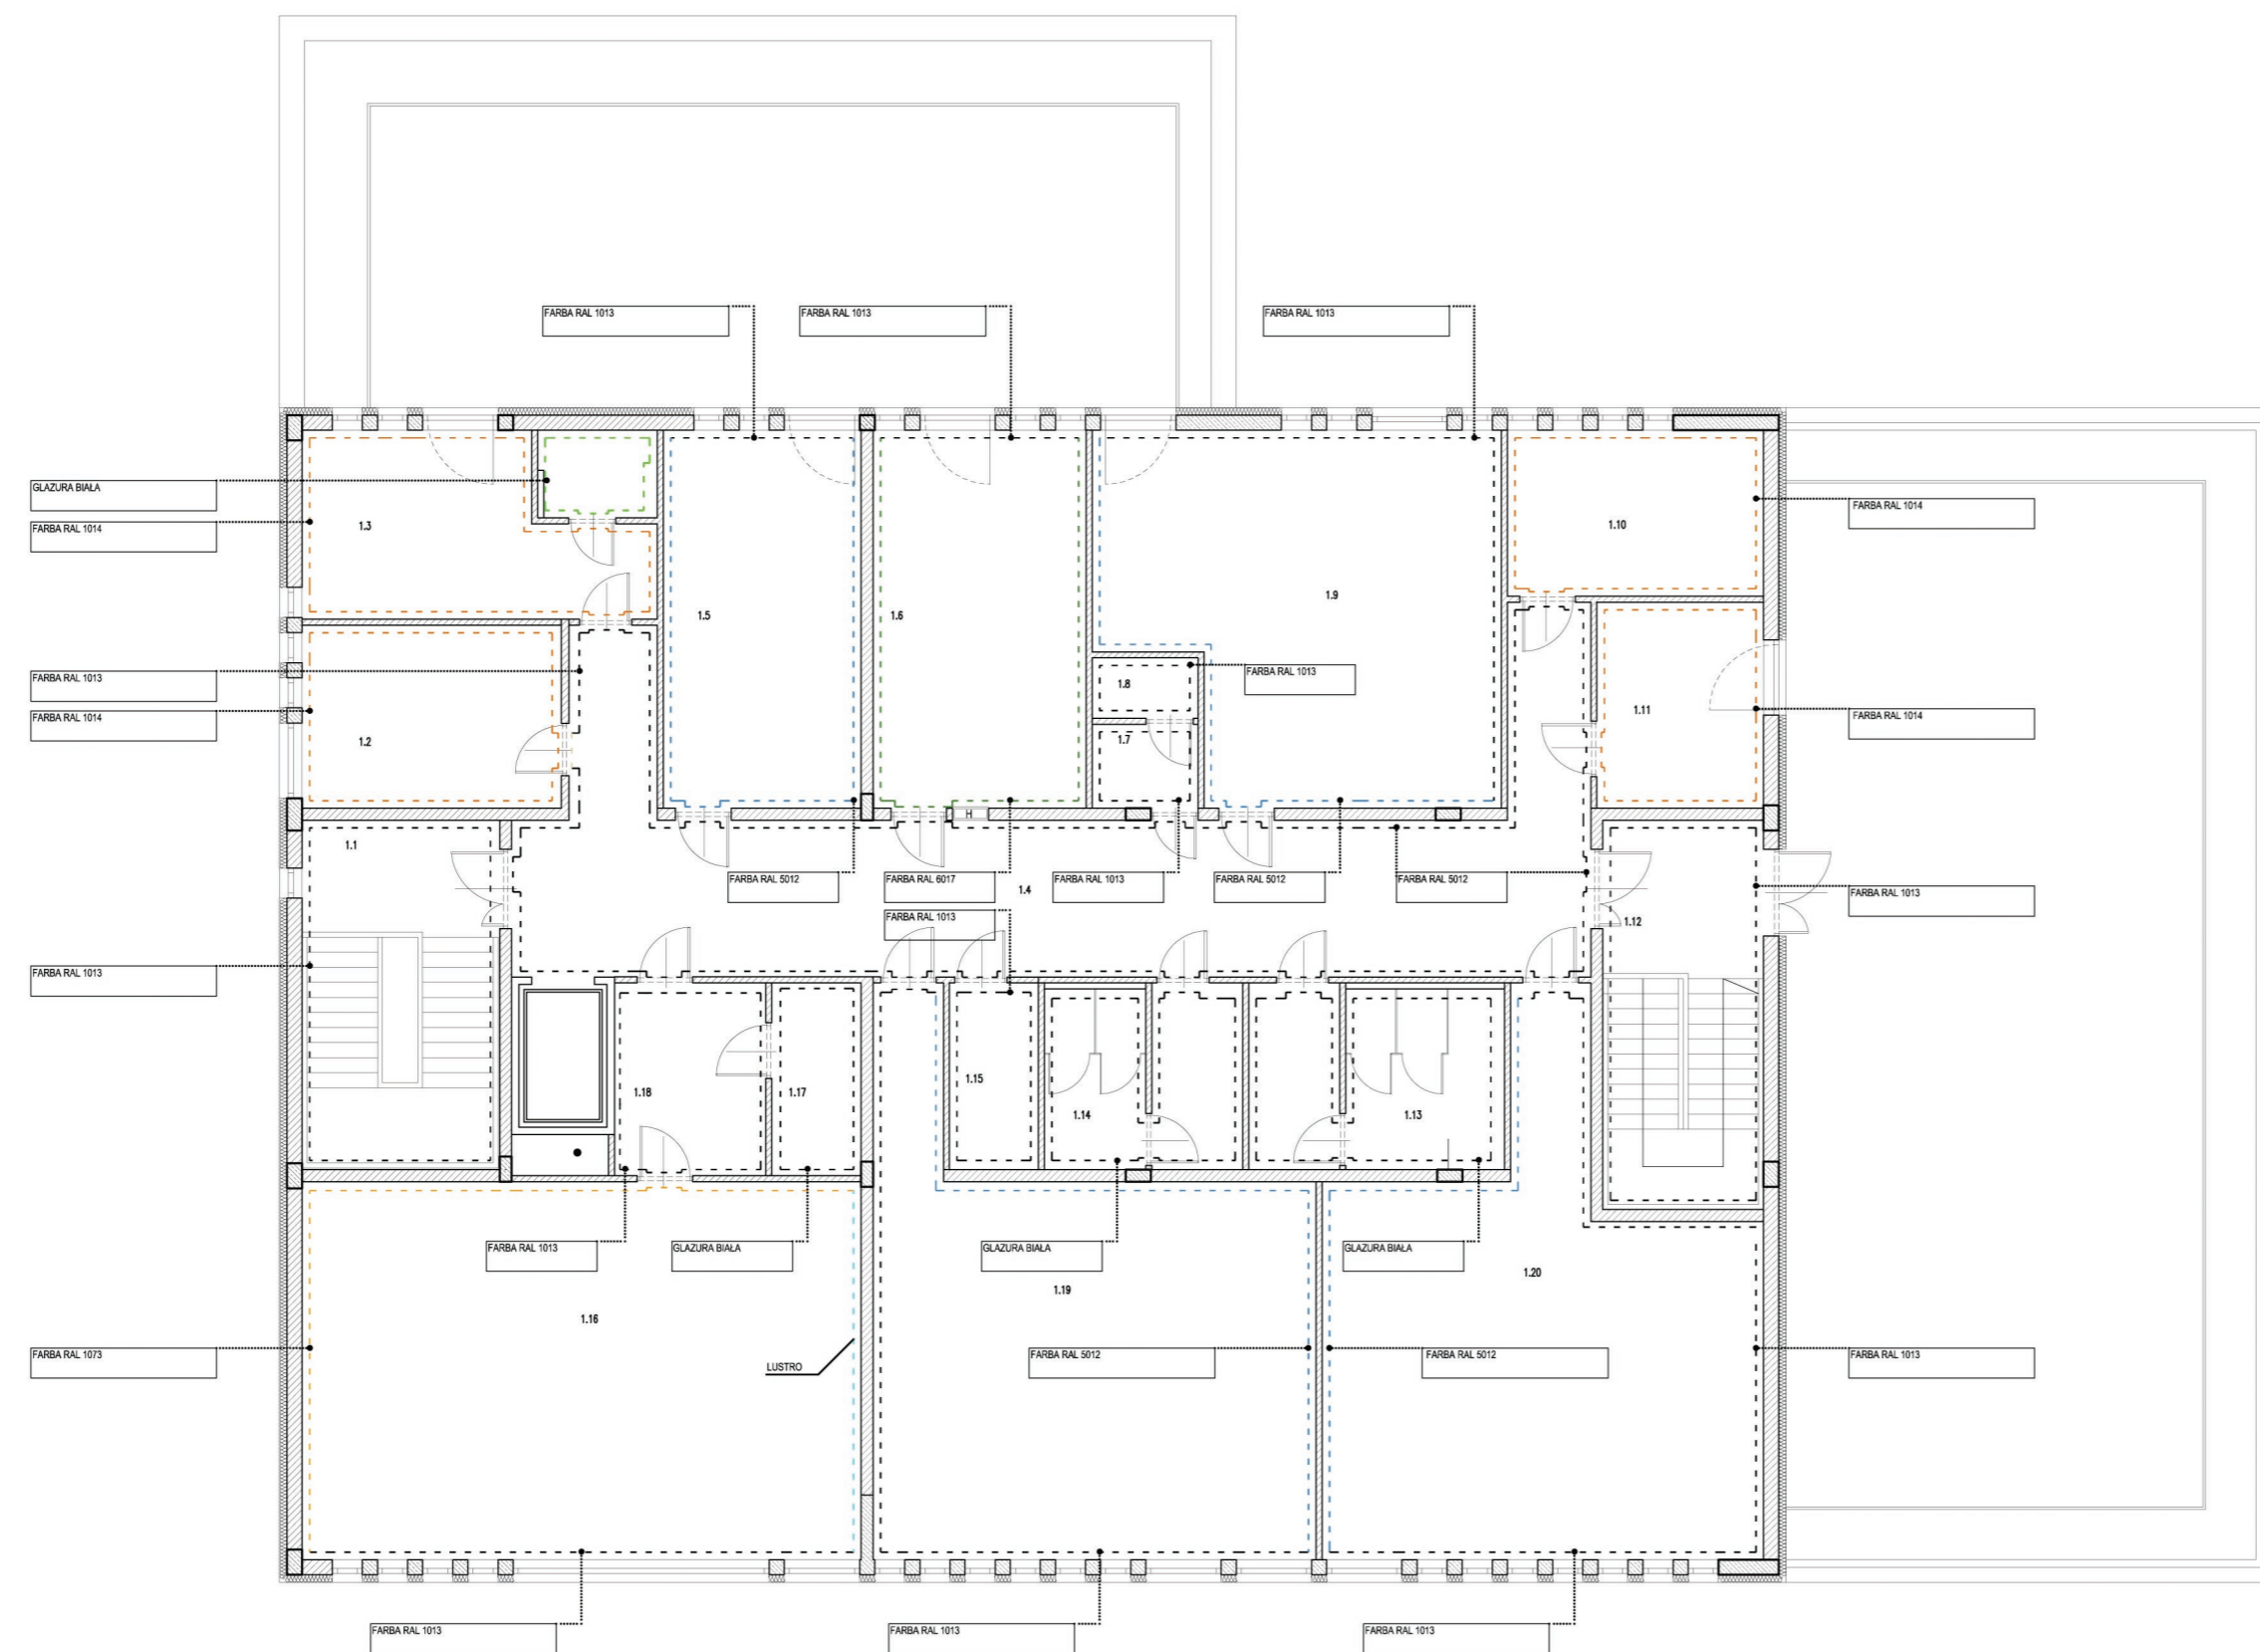 FARBA RAL 1013
FARBA RAL 1013
FARBA RAL 1013
GLAZURA BIAŁA
FARBA RAL 1014
1.3
1.10
FARBA RAL 1014
1.5
1.6
1.9
FARBA RAL 1013
FARBA RAL 1014
1.2
1.8
FARBA RAL 1013
1.7
1.11
FARBA RAL 1014
H
1.1
FARBA RAL 5012
FARBA RAL 6017
1.4
FARBA RAL 1013
FARBA RAL 5012
FARBA RAL 5012
FARBA RAL 1013
FARBA RAL 1013
1.12
FARBA RAL 1013
1.18
1.17
1.15
1.14
1.13
FARBA RAL 1013
GLAZURA BIAŁA
GLAZURA BIAŁA
GLAZURA BIAŁA
1.16
1.19
1.20
FARBA RAL 1073
LUSTRO
FARBA RAL 5012
FARBA RAL 5012
FARBA RAL 1013
FARBA RAL 1013
FARBA RAL 1013
FARBA RAL 1013